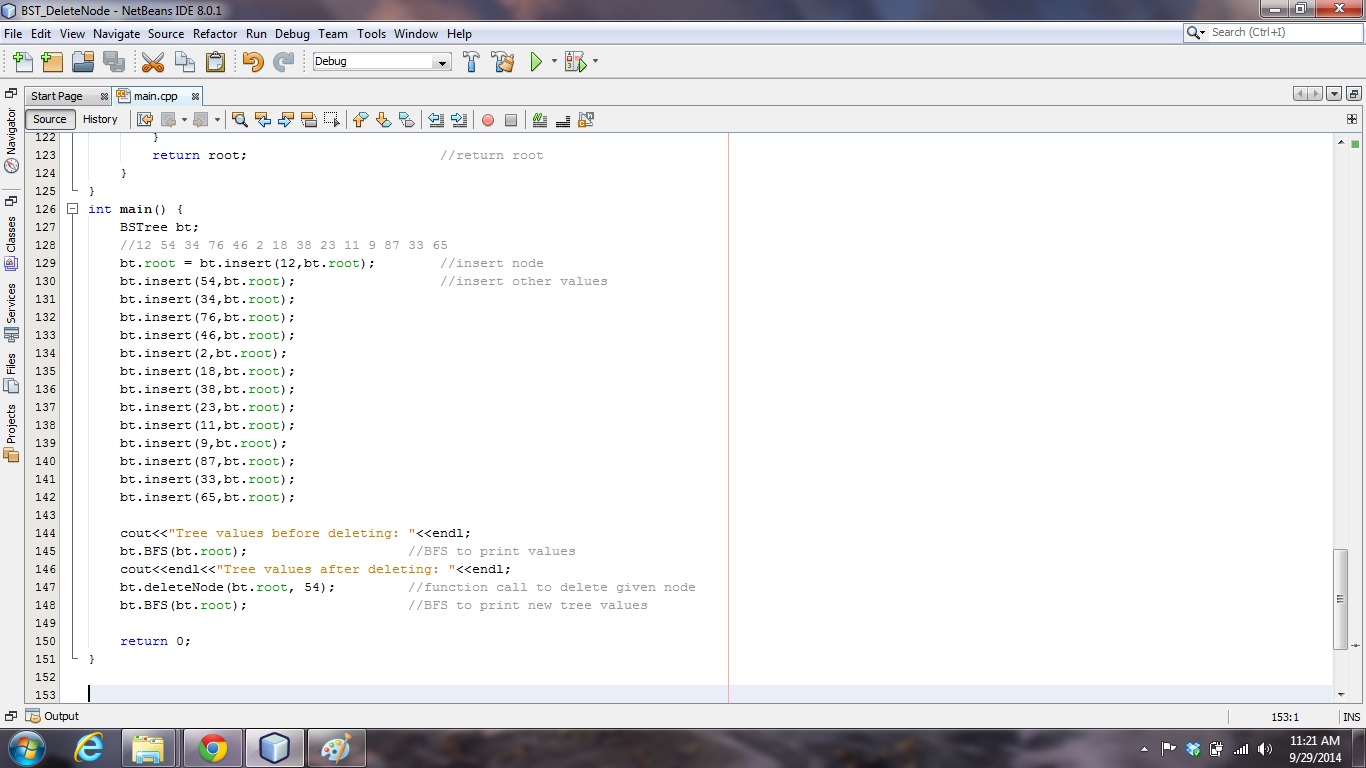 BST_DeleteNode - NetBeans IDE 8.0.1
File Edit View Navigate Source Refactor Run Debug Team Tools Window Help
Search (Ctrl+I)
Debug
Start Page main.cpp
Source History
Navigator
Classes
Services
Files
Projects
122 }
123 return root; //return root
124 }
125 }
126 int main() {
127 BSTree bt;
128 //12 54 34 76 46 2 18 38 23 11 9 87 33 65
129 bt.root = bt.insert(12,bt.root); //insert node
130 bt.insert(54,bt.root); //insert other values
131 bt.insert(34,bt.root);
132 bt.insert(76,bt.root);
133 bt.insert(46,bt.root);
134 bt.insert(2,bt.root);
135 bt.insert(18,bt.root);
136 bt.insert(38,bt.root);
137 bt.insert(23,bt.root);
138 bt.insert(11,bt.root);
139 bt.insert(9,bt.root);
140 bt.insert(87,bt.root);
141 bt.insert(33,bt.root);
142 bt.insert(65,bt.root);
143
144 cout<<"Tree values before deleting: "<<endl;
145 bt.BFS(bt.root); //BFS to print values
146 cout<<endl<<"Tree values after deleting: "<<endl;
147 bt.deleteNode(bt.root, 54); //function call to delete given node
148 bt.BFS(bt.root); //BFS to print new tree values
149
150 return 0;
151 }
152
153
Output
153:1 INS
11:21 AM
9/29/2014